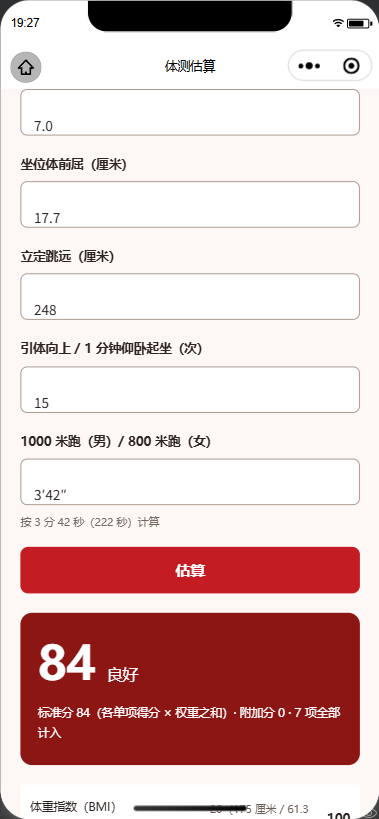 19:27
体测估算
7.0
坐位体前屈（厘米）
17.7
立定跳远（厘米）
248
引体向上 / 1 分钟仰卧起坐（次）
15
1000 米跑（男）/ 800 米跑（女）
3′42″
按 3 分 42 秒（222 秒）计算
估算
84 良好
标准分 84（各单项得分 × 权重之和）· 附加分 0 · 7 项全部
计入
体重指数（BMI）
厘米 / 61.3
100